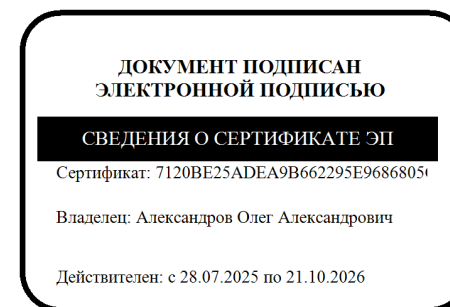 ДОКУМЕНТ ПОДПИСАН
ЭЛЕКТРОННОЙ ПОДПИСЬЮ
СВЕДЕНИЯ О СЕРТИФИКАТЕ ЭП
Сертификат: 7120BE25ADEA9B662295E9686805
Владелец: Александров Олег Александрович
Действителен: с 28.07.2025 по 21.10.2026